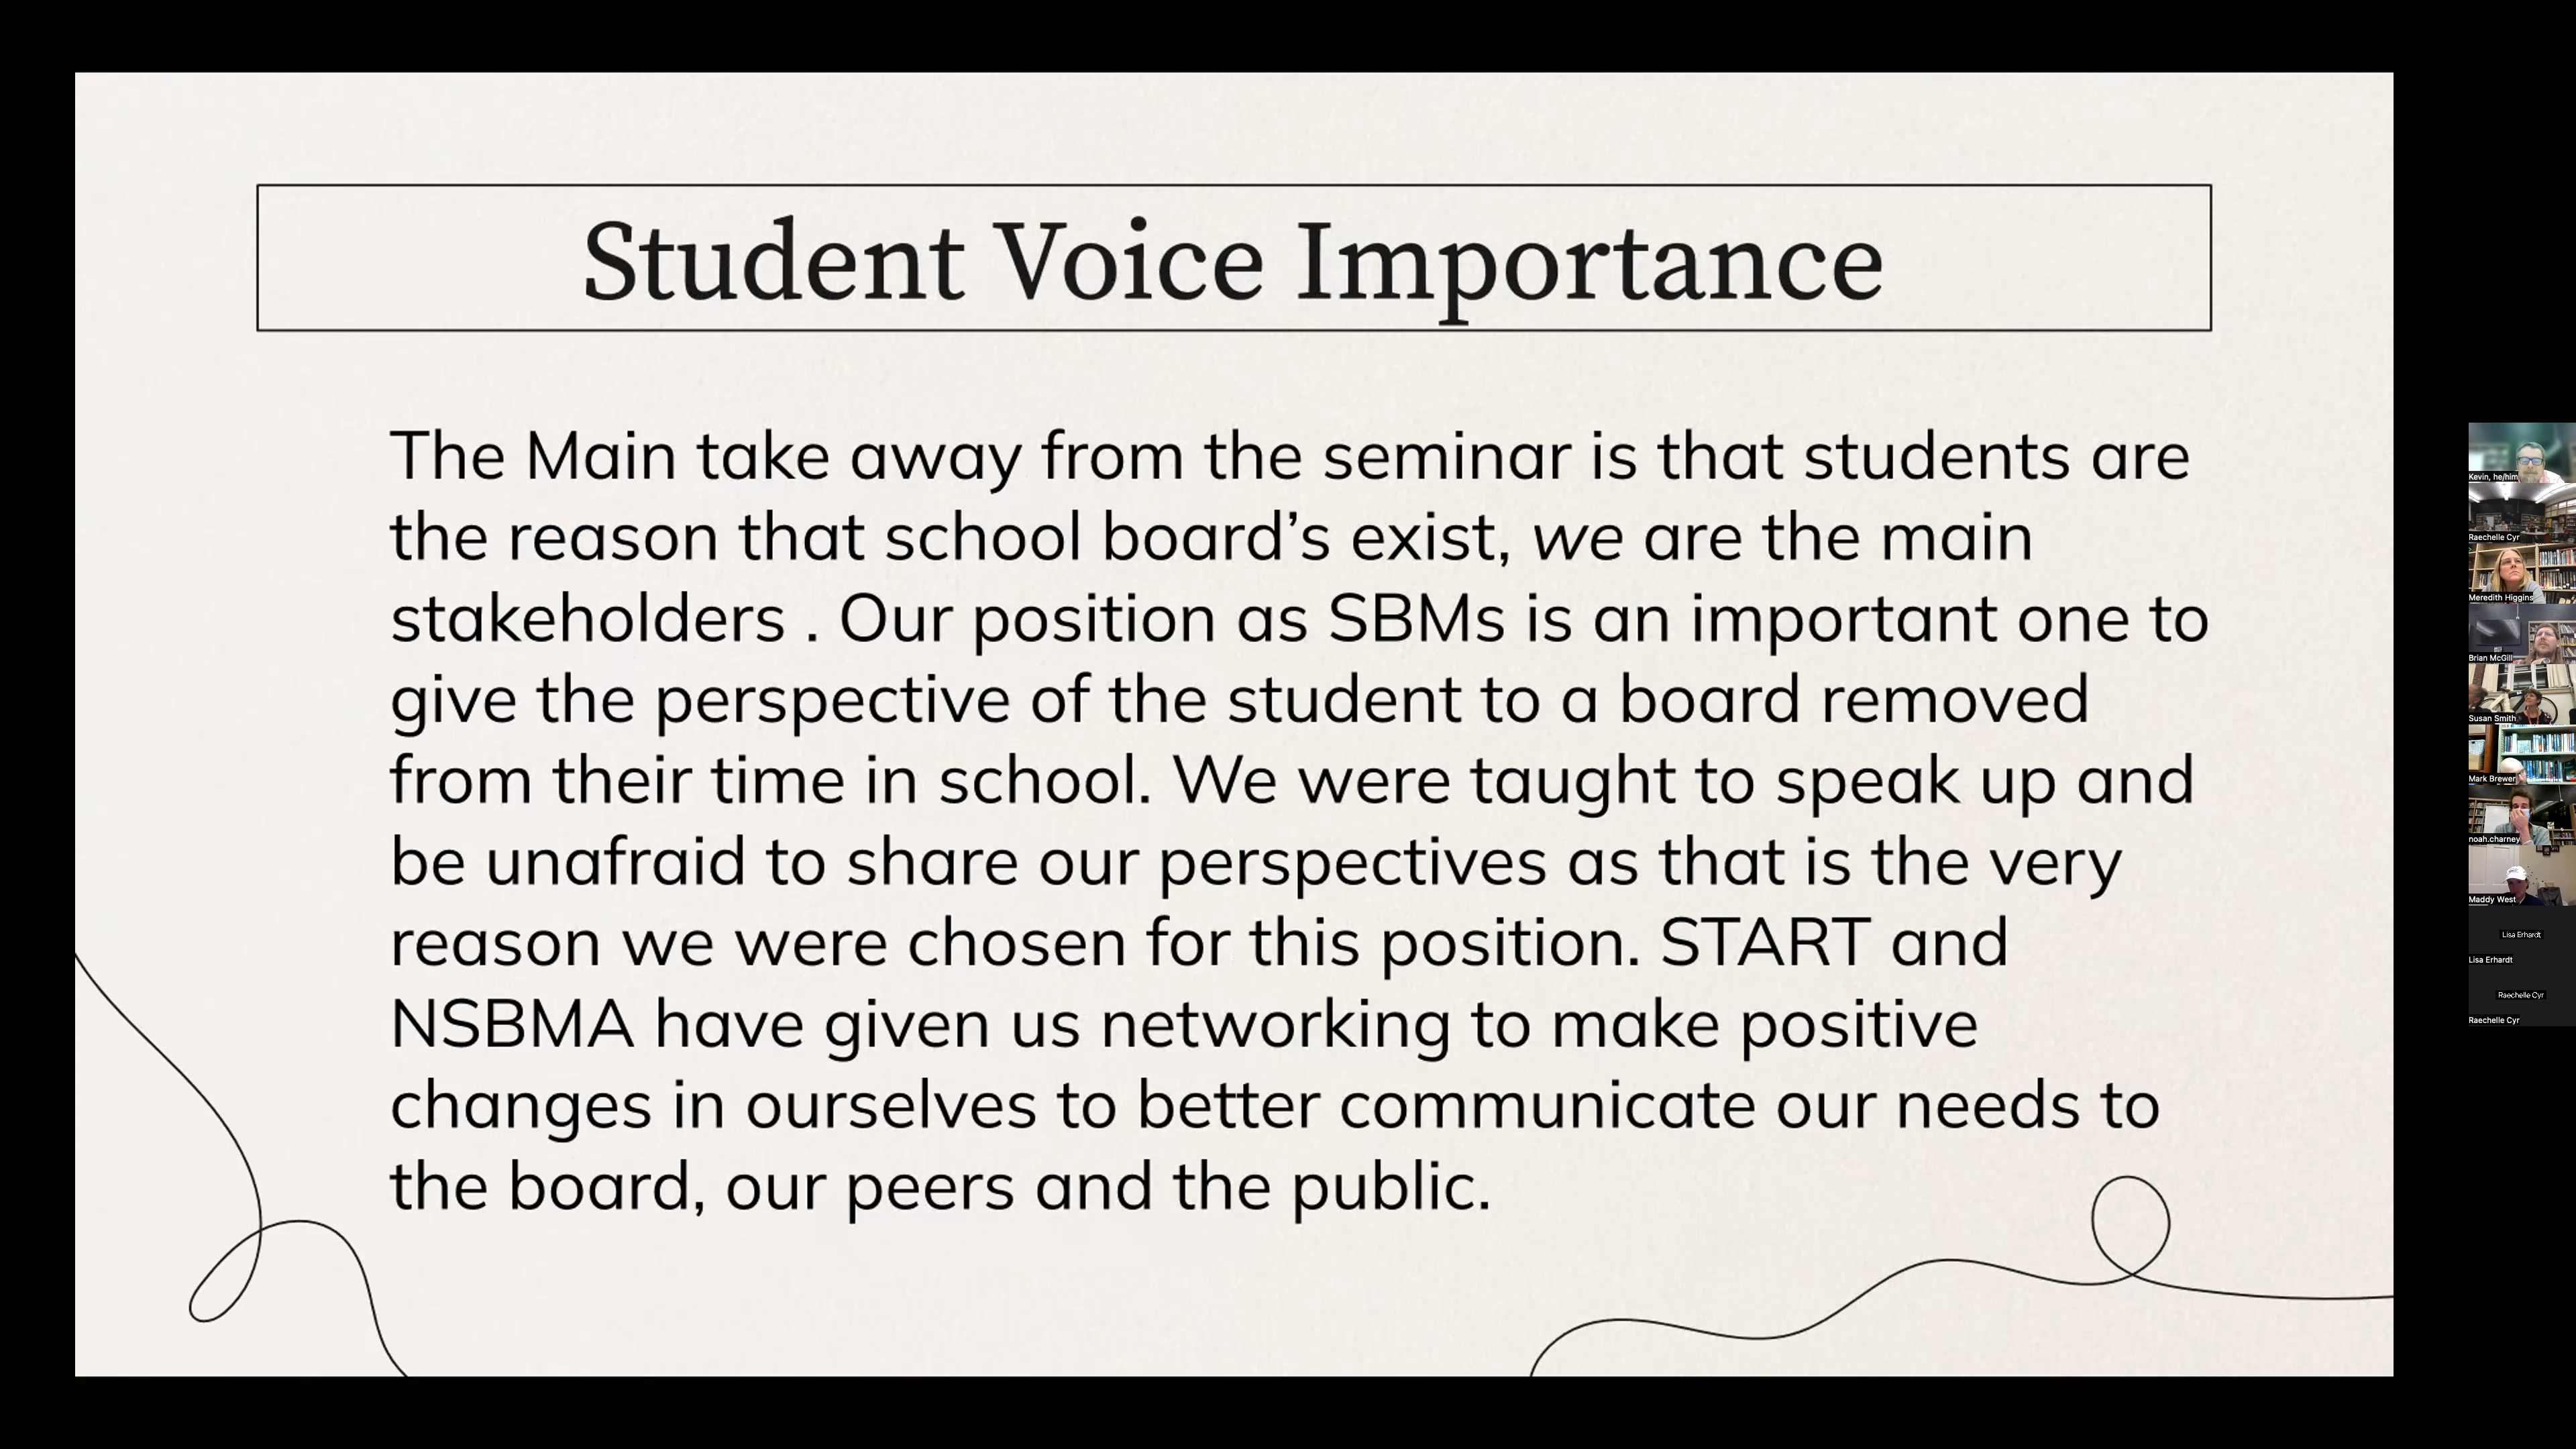 Student Voice Importance
The Main take away from the seminar is that students are
the reason that school board’s exist, we are the main
stakeholders . Our position as SBMs is an important one to
give the perspective of the student to a board removed
from their time in school. We were taught to speak up and
be unafraid to share our perspectives as that is the very
reason we were chosen for this position. START and
NSBMA have given us networking to make positive
changes in ourselves to better communicate our needs to
the board, our peers and the public.
Kevin, he/him
Raechelle Cyr
Meredith Higgins
Brian McGill
Susan Smith
Mark Brewer
noah.charney
Maddy West
Lisa Erhardt
Lisa Erhardt
Raechelle Cyr
Raechelle Cyr